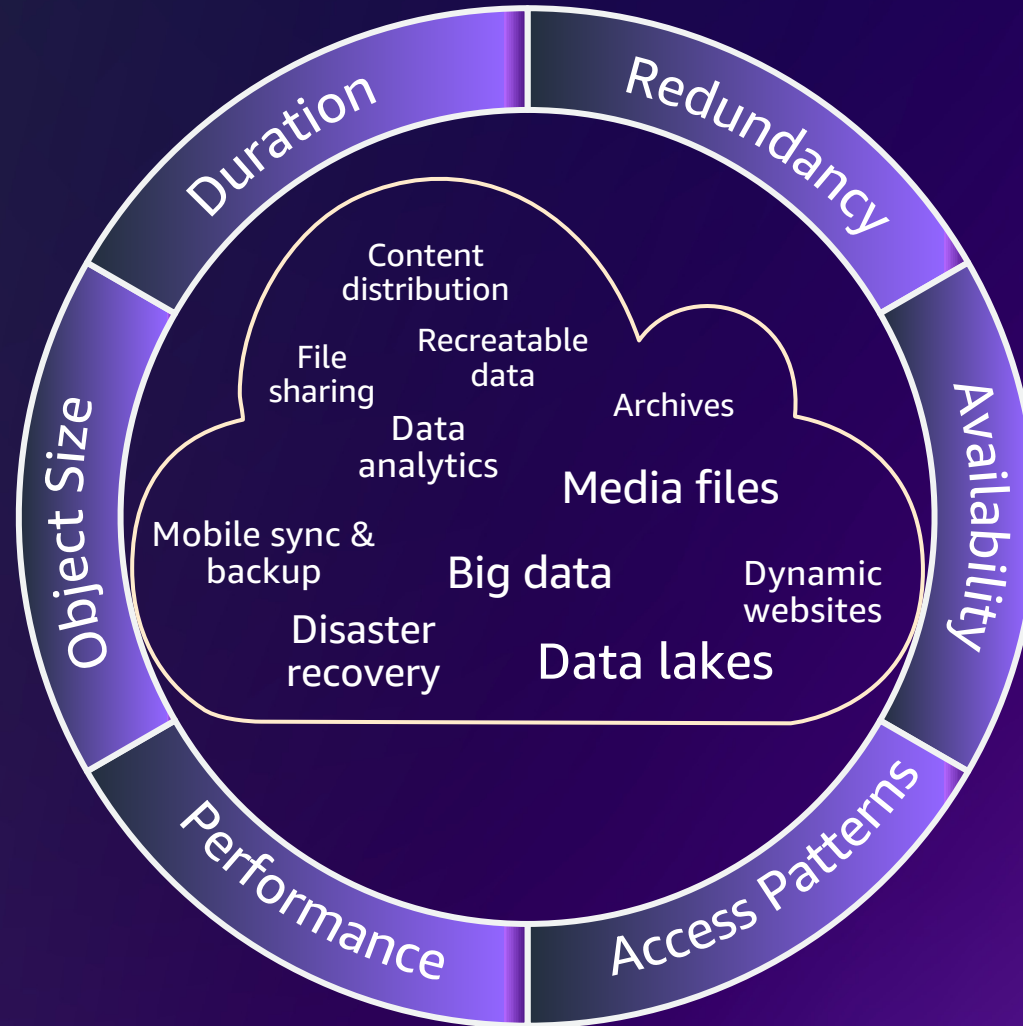 Duration
Redundancy
Availability
Access Patterns
Performance
Object Size
Content
distribution
File
sharing
Recreatable
data
Archives
Data
analytics
Media files
Mobile sync &
backup
Big data
Dynamic
websites
Disaster
recovery
Data lakes